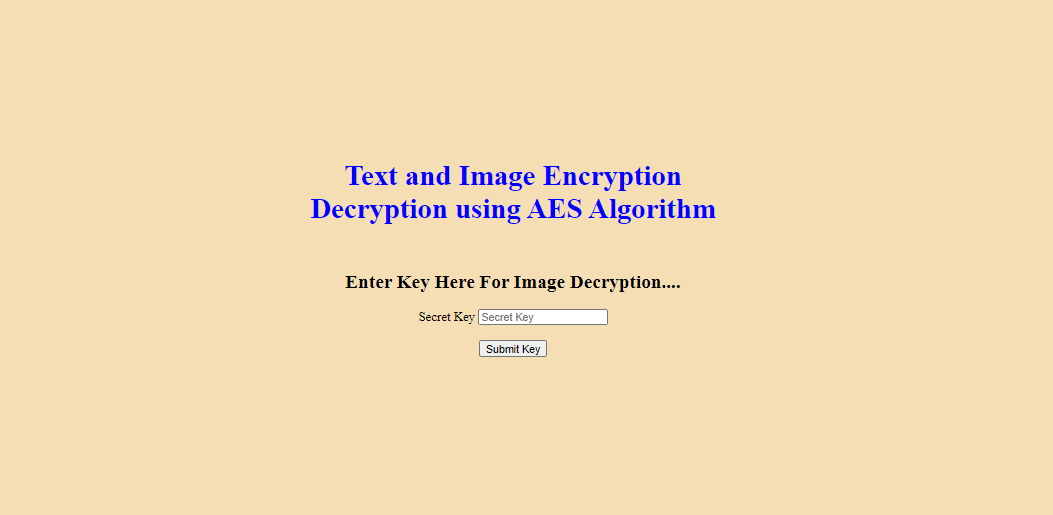 Text and Image Encryption
Decryption using AES Algorithm
Enter Key Here For Image Decryption....
Secret Key Secret Key
Submit Key